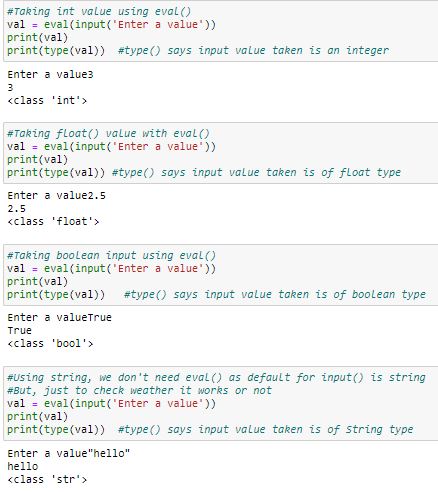 #Taking int value using eval()
val = eval(input('Enter a value'))
print(val)
print(type(val))  #type() says input value taken is an integer
Enter a value3
3
<class 'int'>
#Taking float() value with eval()
val = eval(input('Enter a value'))
print(val)
print(type(val)) #type() says input value taken is of float type
Enter a value2.5
2.5
<class 'float'>
#Taking boolean input using eval()
val = eval(input('Enter a value'))
print(val)
print(type(val))   #type() says input value taken is of boolean type
Enter a valueTrue
True
<class 'bool'>
#Using string, we don't need eval() as default for input() is string
#But, just to check weather it works or not
val = eval(input('Enter a value'))
print(val)
print(type(val))  #type() says input value taken is of String type
Enter a value"hello"
hello
<class 'str'>